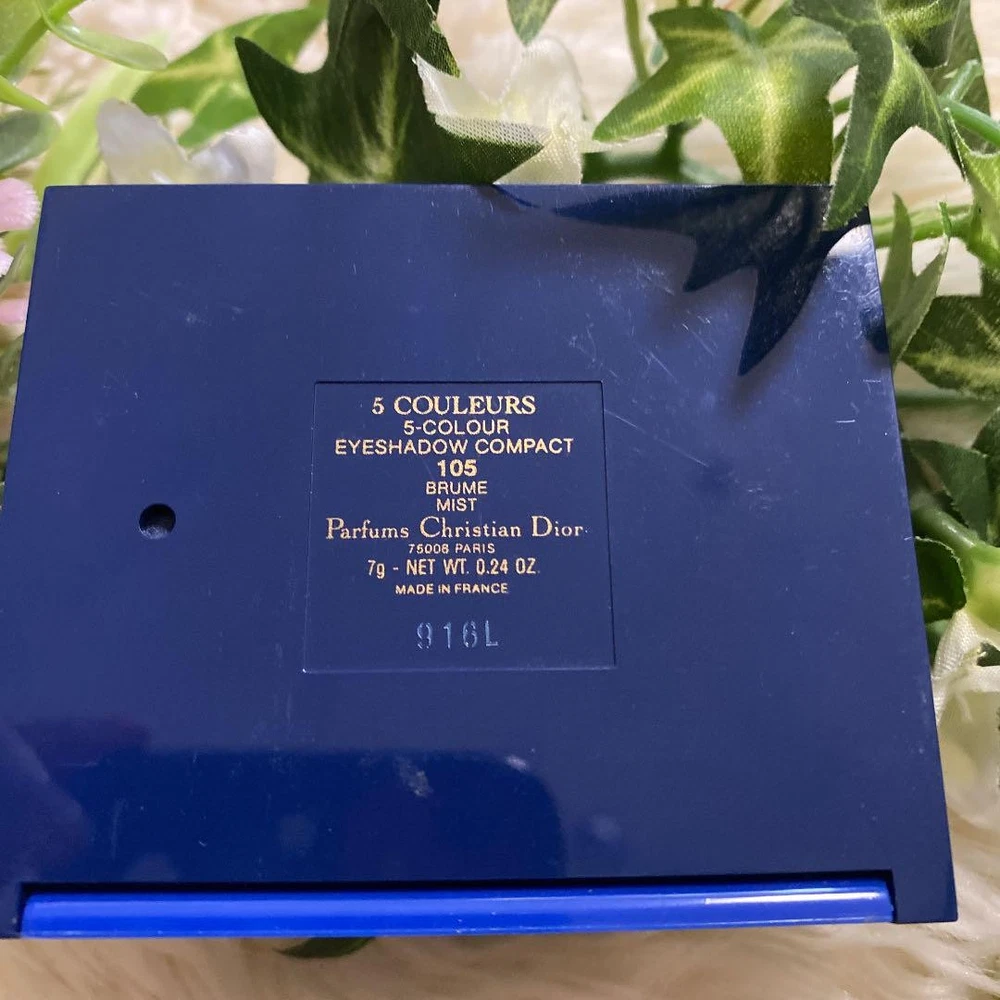 5 COULEURS
5-COLOUR
EYESHADOW COMPACT
105
BRUME
MIST
Parfums Christian Dior
75008 PARIS
7g - NET WT. 0.24 OZ.
MADE IN FRANCE
916L